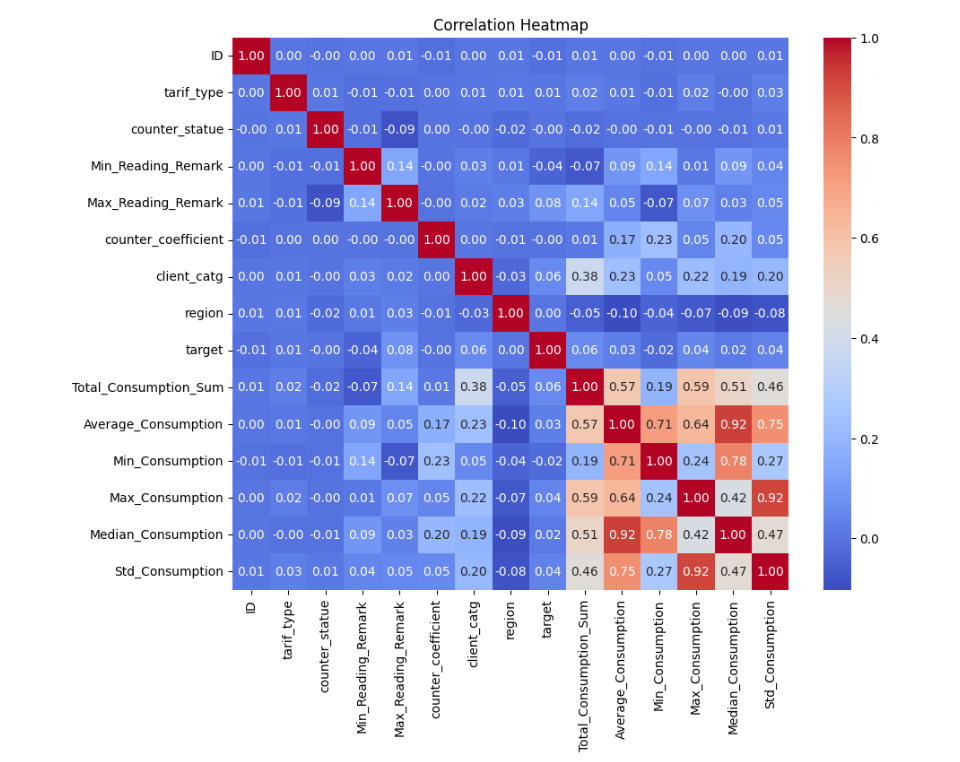 Correlation Heatmap
ID 1.00 0.00 -0.00 0.00 0.01 -0.01 0.00 0.01 -0.01 0.01 0.00 -0.01 0.00 0.00 0.01
tarif_type 0.00 1.00 0.01 -0.01 -0.01 0.00 0.01 0.01 0.01 0.02 0.01 -0.01 0.02 -0.00 0.03
counter_statue -0.00 0.01 1.00 -0.01 -0.09 0.00 -0.00 -0.02 -0.00 -0.02 -0.00 -0.01 -0.00 -0.01 0.01
Min_Reading_Remark 0.00 -0.01 -0.01 1.00 0.14 -0.00 0.03 0.01 -0.04 -0.07 0.09 0.14 0.01 0.09 0.04
Max_Reading_Remark 0.01 -0.01 -0.09 0.14 1.00 -0.00 0.02 0.03 0.08 0.14 0.05 -0.07 0.07 0.03 0.05
counter_coefficient -0.01 0.00 0.00 -0.00 -0.00 1.00 0.00 -0.01 -0.00 0.01 0.17 0.23 0.05 0.20 0.05
client_catg 0.00 0.01 -0.00 0.03 0.02 0.00 1.00 -0.03 0.06 0.38 0.23 0.05 0.22 0.19 0.20
region 0.01 0.01 -0.02 0.01 0.03 -0.01 -0.03 1.00 0.00 -0.05 -0.10 -0.04 -0.07 -0.09 -0.08
target -0.01 0.01 -0.00 -0.04 0.08 -0.00 0.06 0.00 1.00 0.06 0.03 -0.02 0.04 0.02 0.04
Total_Consumption_Sum 0.01 0.02 -0.02 -0.07 0.14 0.01 0.38 -0.05 0.06 1.00 0.57 0.19 0.59 0.51 0.46
Average_Consumption 0.00 0.01 -0.00 0.09 0.05 0.17 0.23 -0.10 0.03 0.57 1.00 0.71 0.64 0.92 0.75
Min_Consumption -0.01 -0.01 -0.01 0.14 -0.07 0.23 0.05 -0.04 -0.02 0.19 0.71 1.00 0.24 0.78 0.27
Max_Consumption 0.00 0.02 -0.00 0.01 0.07 0.05 0.22 -0.07 0.04 0.59 0.64 0.24 1.00 0.42 0.92
Median_Consumption 0.00 -0.00 -0.01 0.09 0.03 0.20 0.19 -0.09 0.02 0.51 0.92 0.78 0.42 1.00 0.47
Std_Consumption 0.01 0.03 0.01 0.04 0.05 0.05 0.20 -0.08 0.04 0.46 0.75 0.27 0.92 0.47 1.00
ID
tarif_type
counter_statue
Min_Reading_Remark
Max_Reading_Remark
counter_coefficient
client_catg
region
target
Total_Consumption_Sum
Average_Consumption
Min_Consumption
Max_Consumption
Median_Consumption
Std_Consumption
1.0
0.8
0.6
0.4
0.2
0.0